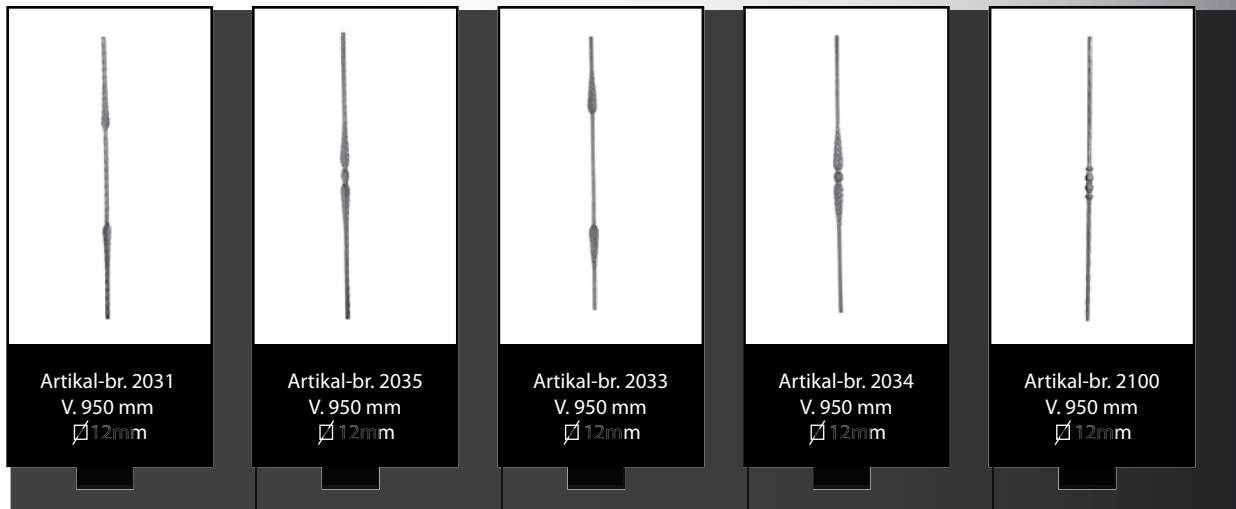 Artikal-br. 2031
V. 950 mm
12mm
Artikal-br. 2035
V. 950 mm
12mm
Artikal-br. 2033
V. 950 mm
12mm
Artikal-br. 2034
V. 950 mm
12mm
Artikal-br. 2100
V. 950 mm
12mm